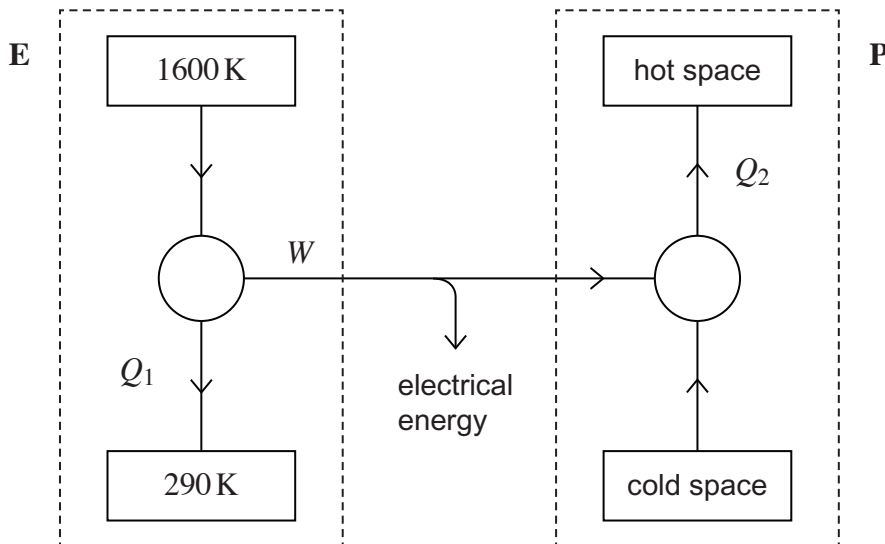 E
1600 K
hot space
P
Q2
W
Q1
electrical
energy
290 K
cold space